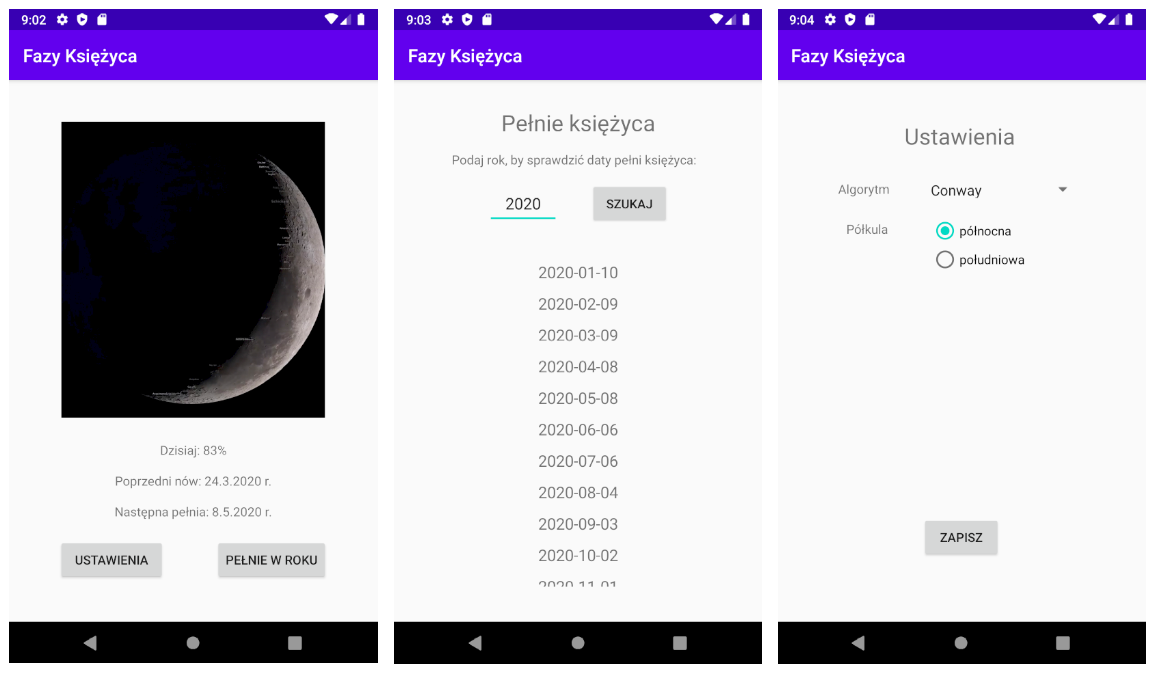 9:02
Fazy Księżyca
Dzisiaj: 83%
Poprzedni nów: 24.3.2020 r.
Następna pełnia: 8.5.2020 r.
USTAWIENIA
PEŁNIE W ROKU
9:03
Fazy Księżyca
Pełnie księżyca
Podaj rok, by sprawdzić daty pełni księżyca:
2020
SZUKAJ
2020-01-10
2020-02-09
2020-03-09
2020-04-08
2020-05-08
2020-06-06
2020-07-06
2020-08-04
2020-09-03
2020-10-02
2020-11-01
9:04
Fazy Księżyca
Ustawienia
Algorytm
Conway
Półkula
północna
południowa
ZAPISZ